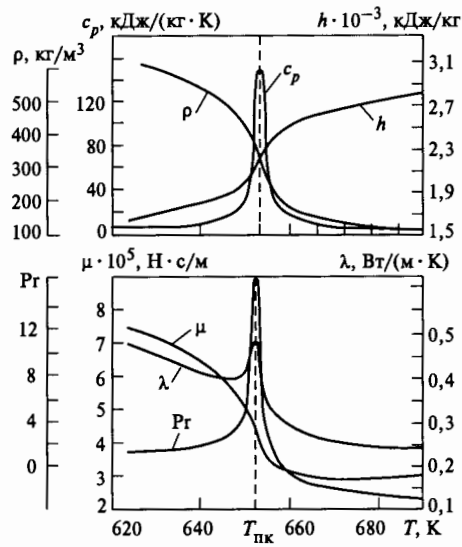 c_p, кДж/(кг · К) h · 10⁻³, кДж/кг
ρ, кг/м³
3,1
600 c_p
500 120 2,7
ρ h
400
300 80 2,3
200 40 1,9
100 0 1,5
Pr μ · 10⁵, Н · с/м λ, Вт/(м · К)
8
12 μ 0,5
7
8 λ 0,4
6
5
4 Pr 0,3
4
0 3 0,2
2 0,1
620 640 T_пк 660 680 T, К